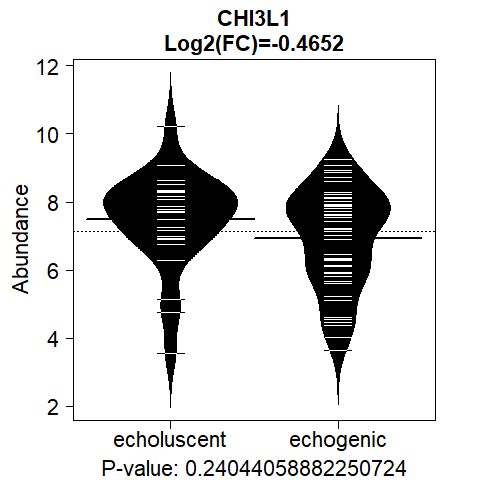 CHI3L1
Log2(FC)=-0.4652
Abundance
12
10
8
6
4
2
echoluscent echogenic
P-value: 0.24044058882250724